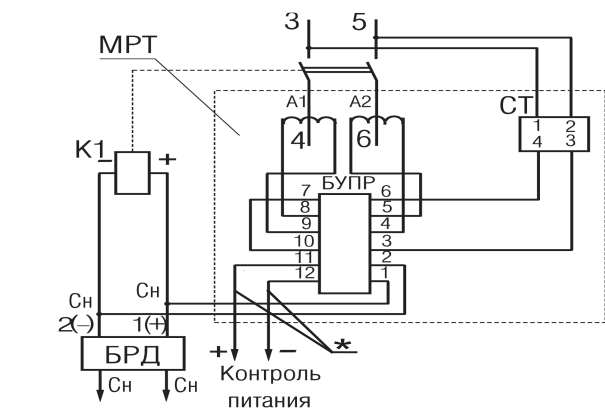 3 5
МРТ
А1 А2
СТ
1 2
4 3
4 6
К1
– +
БУПР
7 6
8 5
9 4
10 3
11 2
12 1
Сн Сн
2(–) 1(+)
БРД
Сн Сн
+ – *
Контроль
питания